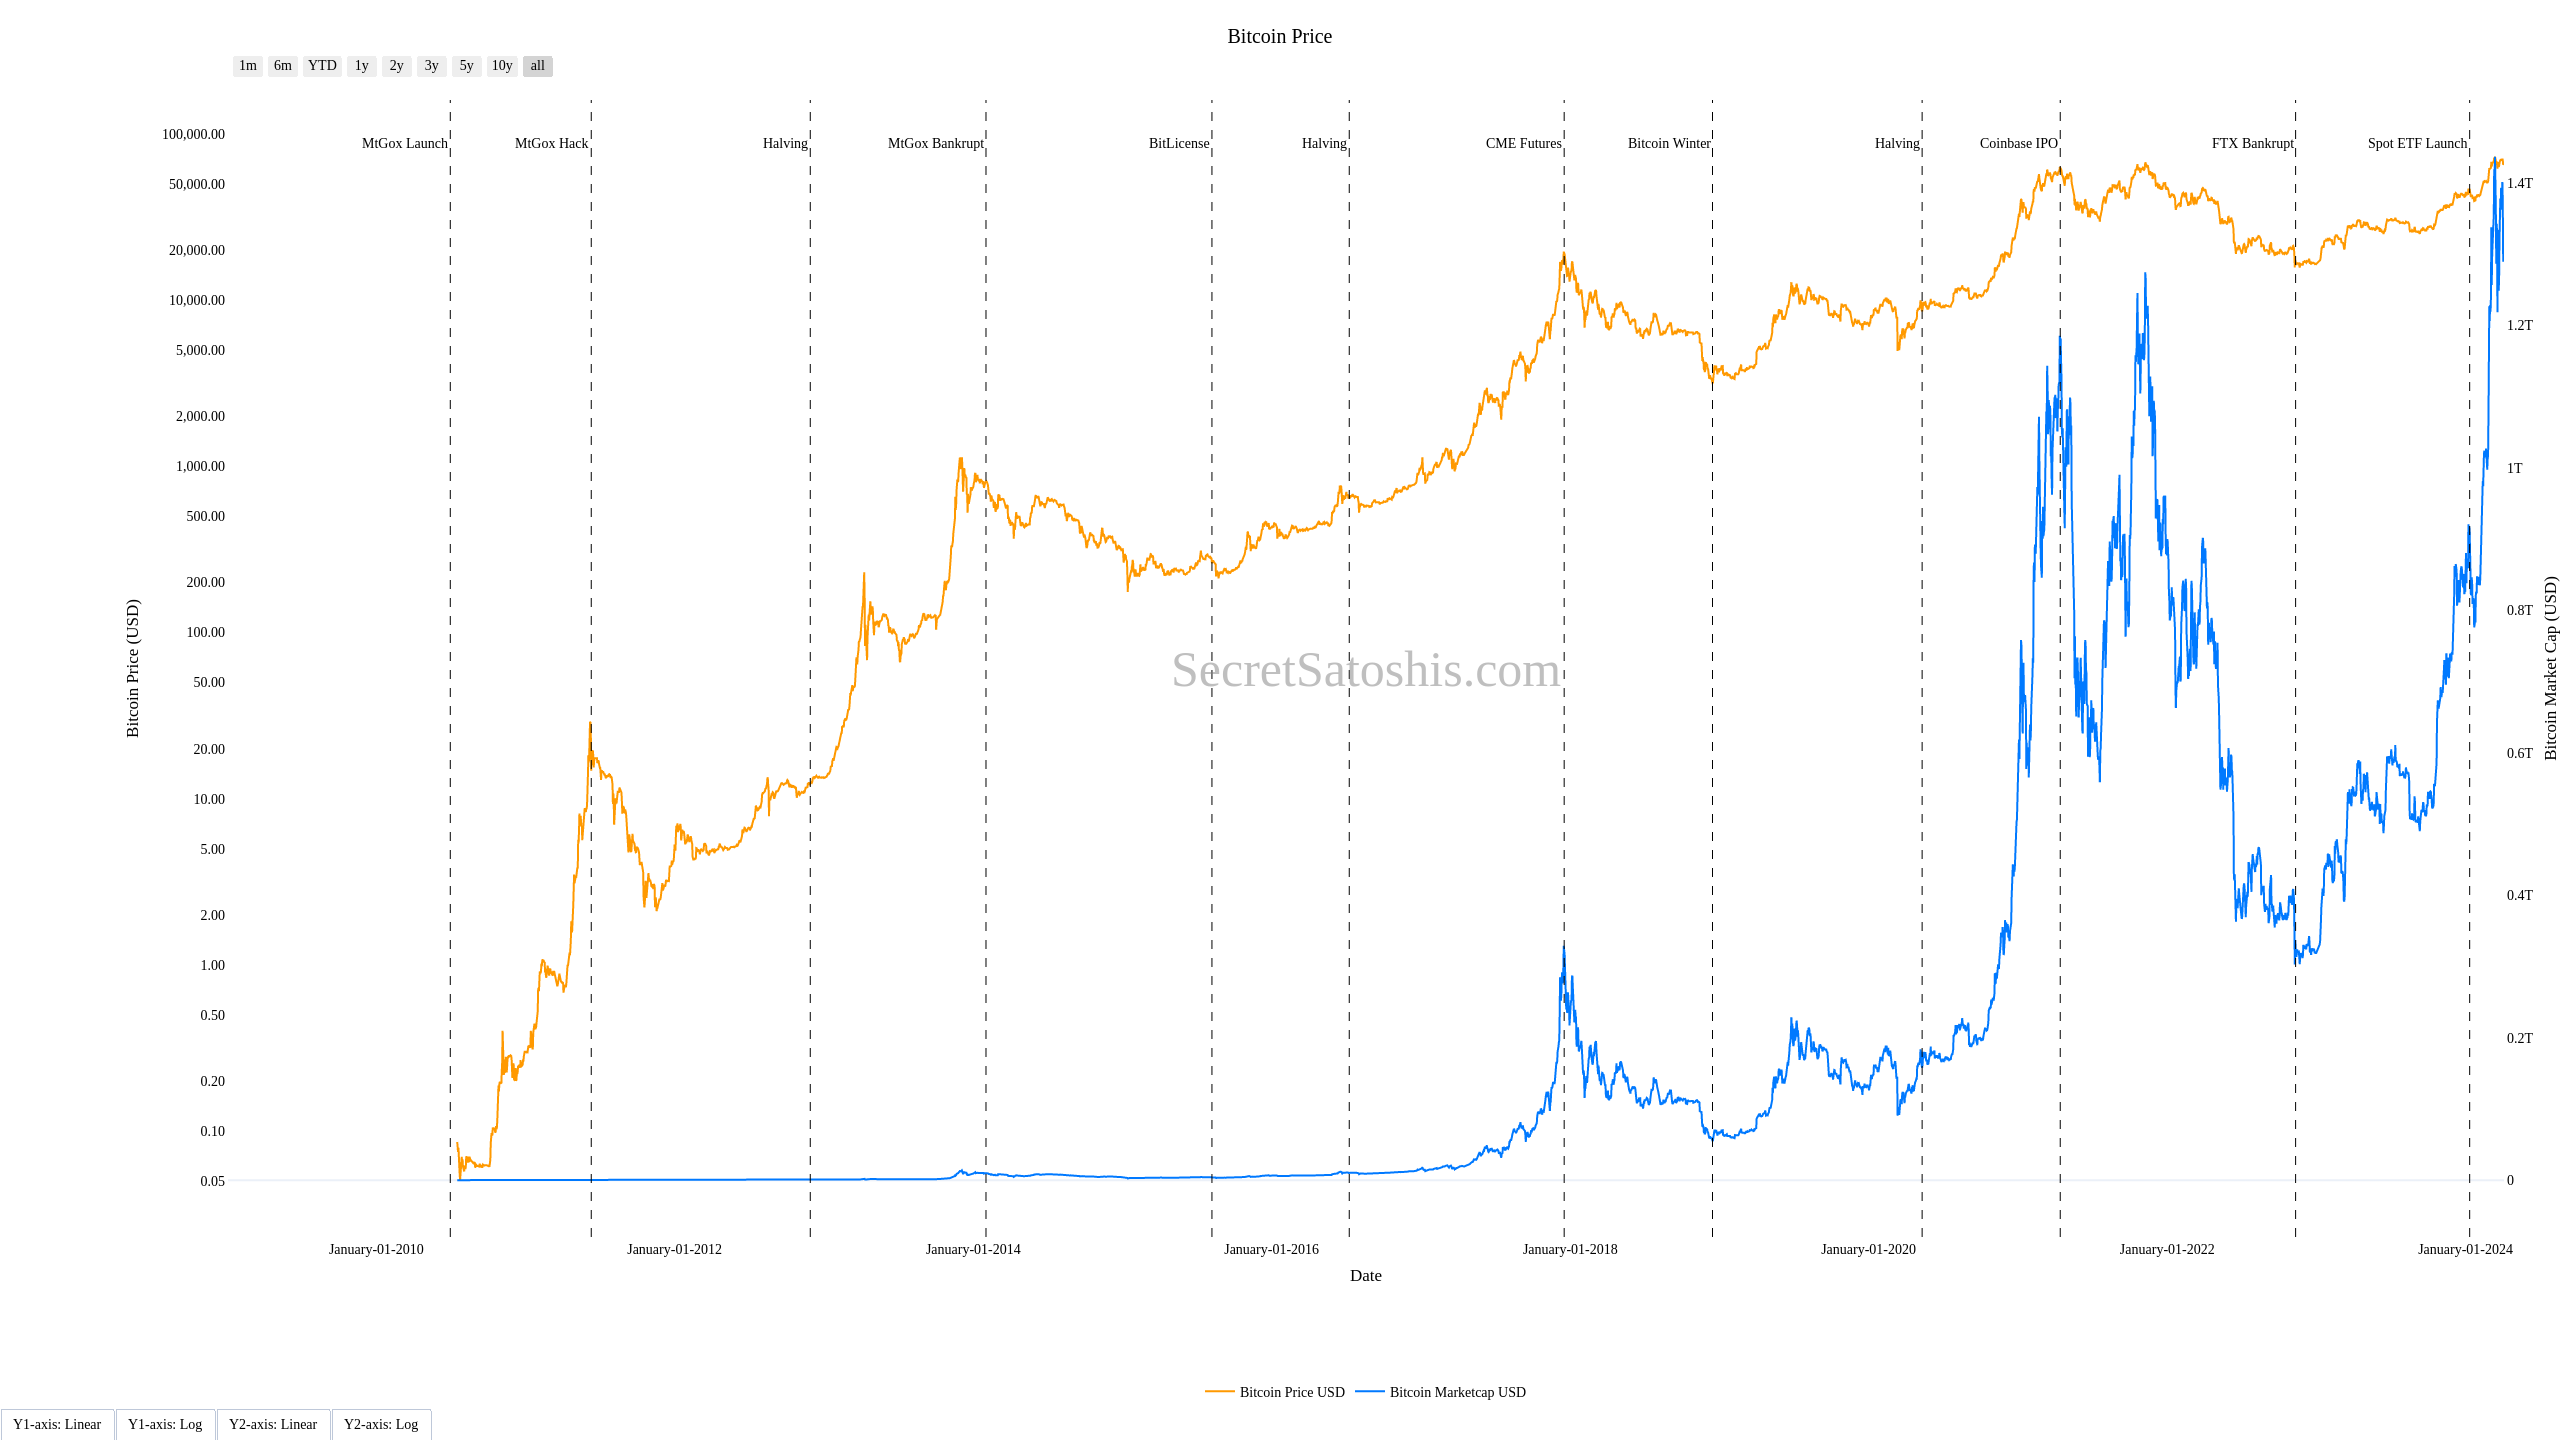 Bitcoin Price
1m 6m YTD 1y 2y 3y 5y 10y all
MtGox Launch MtGox Hack Halving MtGox Bankrupt BitLicense Halving CME Futures Bitcoin Winter Halving Coinbase IPO FTX Bankrupt Spot ETF Launch
100,000.00
50,000.00
20,000.00
10,000.00
5,000.00
2,000.00
1,000.00
500.00
200.00
100.00
50.00
20.00
10.00
5.00
2.00
1.00
0.50
0.20
0.10
0.05
Bitcoin Price (USD)
SecretSatoshis.com
1.4T
1.2T
1T
0.8T
0.6T
0.4T
0.2T
0
Bitcoin Market Cap (USD)
January-01-2010 January-01-2012 January-01-2014 January-01-2016 January-01-2018 January-01-2020 January-01-2022 January-01-2024
Date
Bitcoin Price USD Bitcoin Marketcap USD
Y1-axis: Linear Y1-axis: Log Y2-axis: Linear Y2-axis: Log